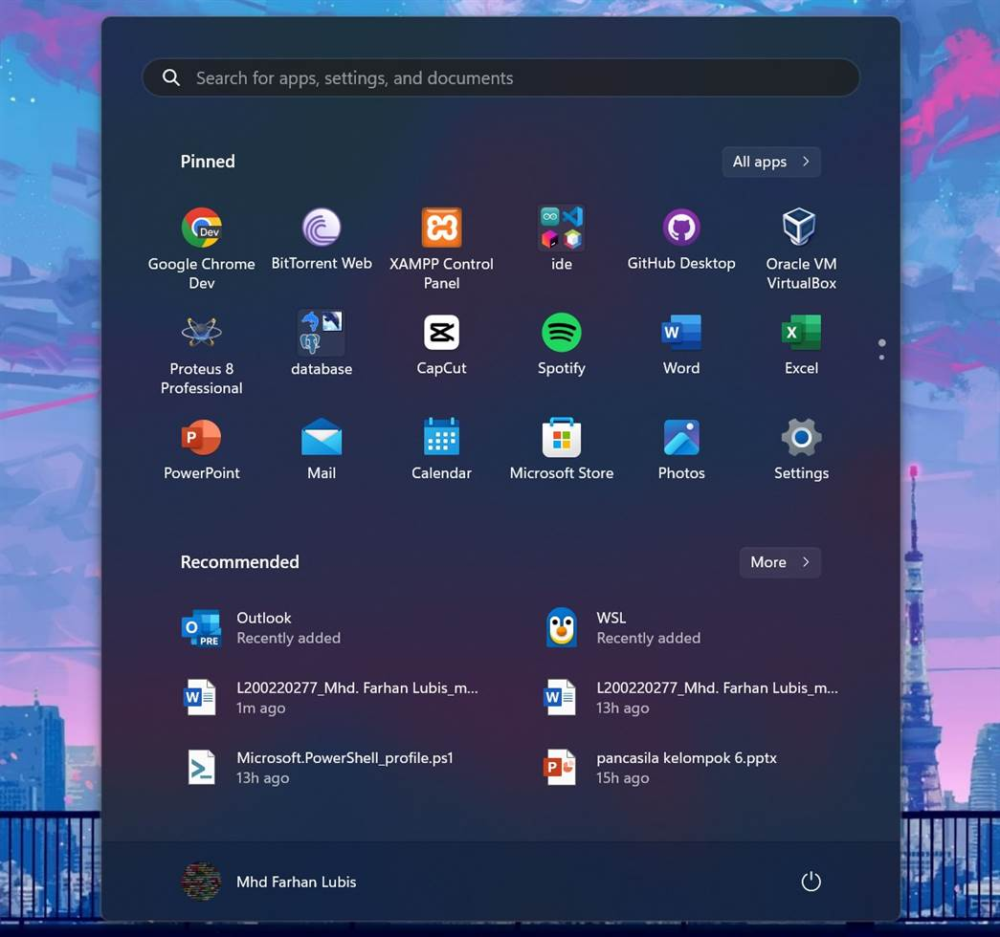 Search for apps, settings, and documents
Pinned
All apps
Dev
Google Chrome
Dev
BitTorrent Web
XAMPP Control
Panel
ide
GitHub Desktop
Oracle VM
VirtualBox
Proteus 8
Professional
database
CapCut
Spotify
W
Word
X
Excel
P
PowerPoint
Mail
Calendar
Microsoft Store
Photos
Settings
Recommended
More
O
PRE
Outlook
Recently added
WSL
Recently added
W
L200220277_Mhd. Farhan Lubis_m...
1m ago
W
L200220277_Mhd. Farhan Lubis_m...
13h ago
Microsoft.PowerShell_profile.ps1
13h ago
P
pancasila kelompok 6.pptx
15h ago
Mhd Farhan Lubis